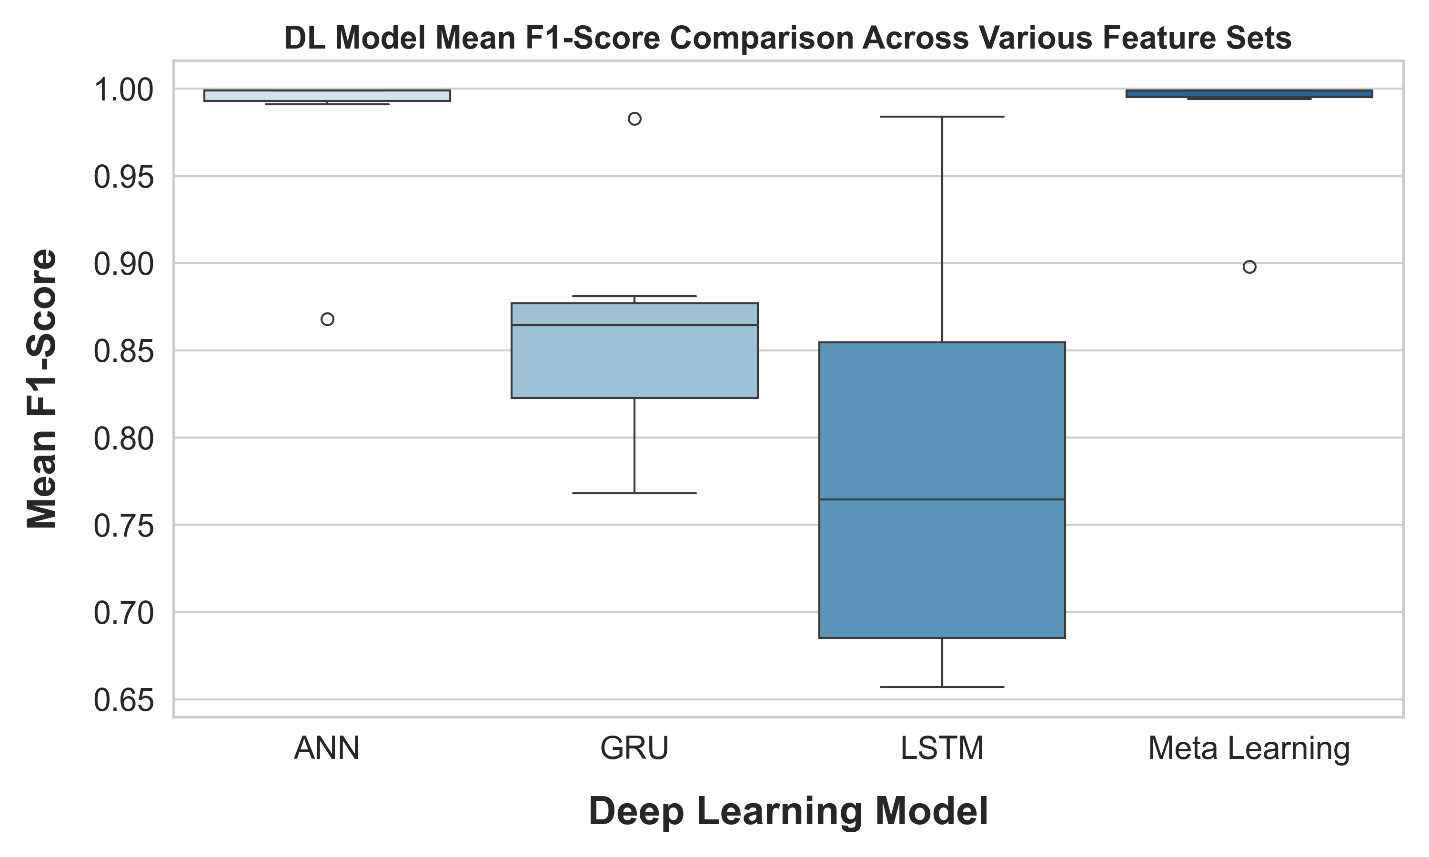 DL Model Mean F1-Score Comparison Across Various Feature Sets
Mean F1-Score
1.00
0.95
0.90
0.85
0.80
0.75
0.70
0.65
ANN GRU LSTM Meta Learning
Deep Learning Model